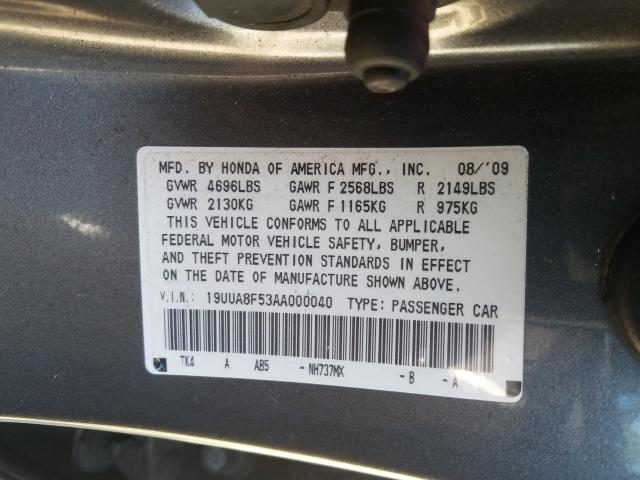 MFD. BY HONDA OF AMERICA MFG., INC. 08/'09
GVWR 4696LBS GAWR F 2568LBS R 2149LBS
GVWR 2130KG GAWR F 1165KG R 975KG
THIS VEHICLE CONFORMS TO ALL APPLICABLE
FEDERAL MOTOR VEHICLE SAFETY, BUMPER,
AND THEFT PREVENTION STANDARDS IN EFFECT
ON THE DATE OF MANUFACTURE SHOWN ABOVE.
V.I.N.: 19UUA8F53AA000040 TYPE: PASSENGER CAR
TK4 A AB5 -NH737MX -B -A